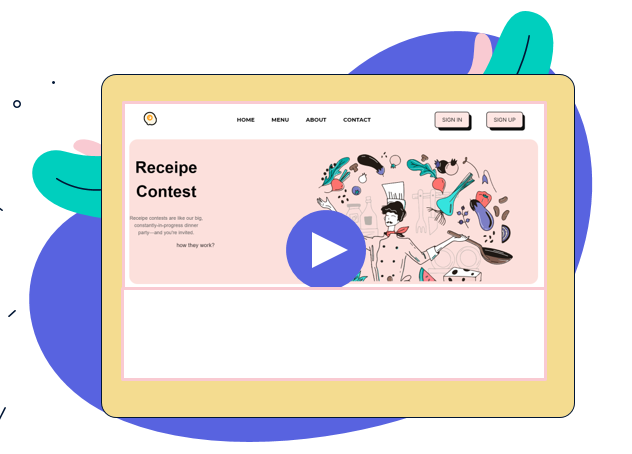 HOME MENU ABOUT CONTACT SIGN IN SIGN UP
Receipe
Contest
Receipe contests are like our big,
constantly-in-progress dinner
party—and you're invited.
how they work?